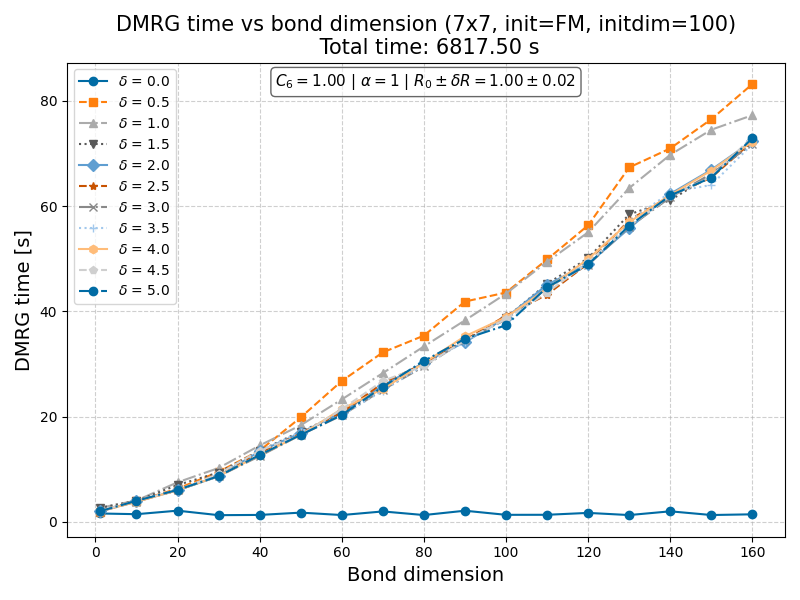 DMRG time vs bond dimension (7x7, init=FM, initdim=100)
Total time: 6817.50 s
C₆ = 1.00 | α = 1 | R₀ ± δR = 1.00 ± 0.02
δ = 0.0
δ = 0.5
δ = 1.0
δ = 1.5
δ = 2.0
δ = 2.5
δ = 3.0
δ = 3.5
δ = 4.0
δ = 4.5
δ = 5.0
DMRG time [s]
80
60
40
20
0
0 20 40 60 80 100 120 140 160
Bond dimension